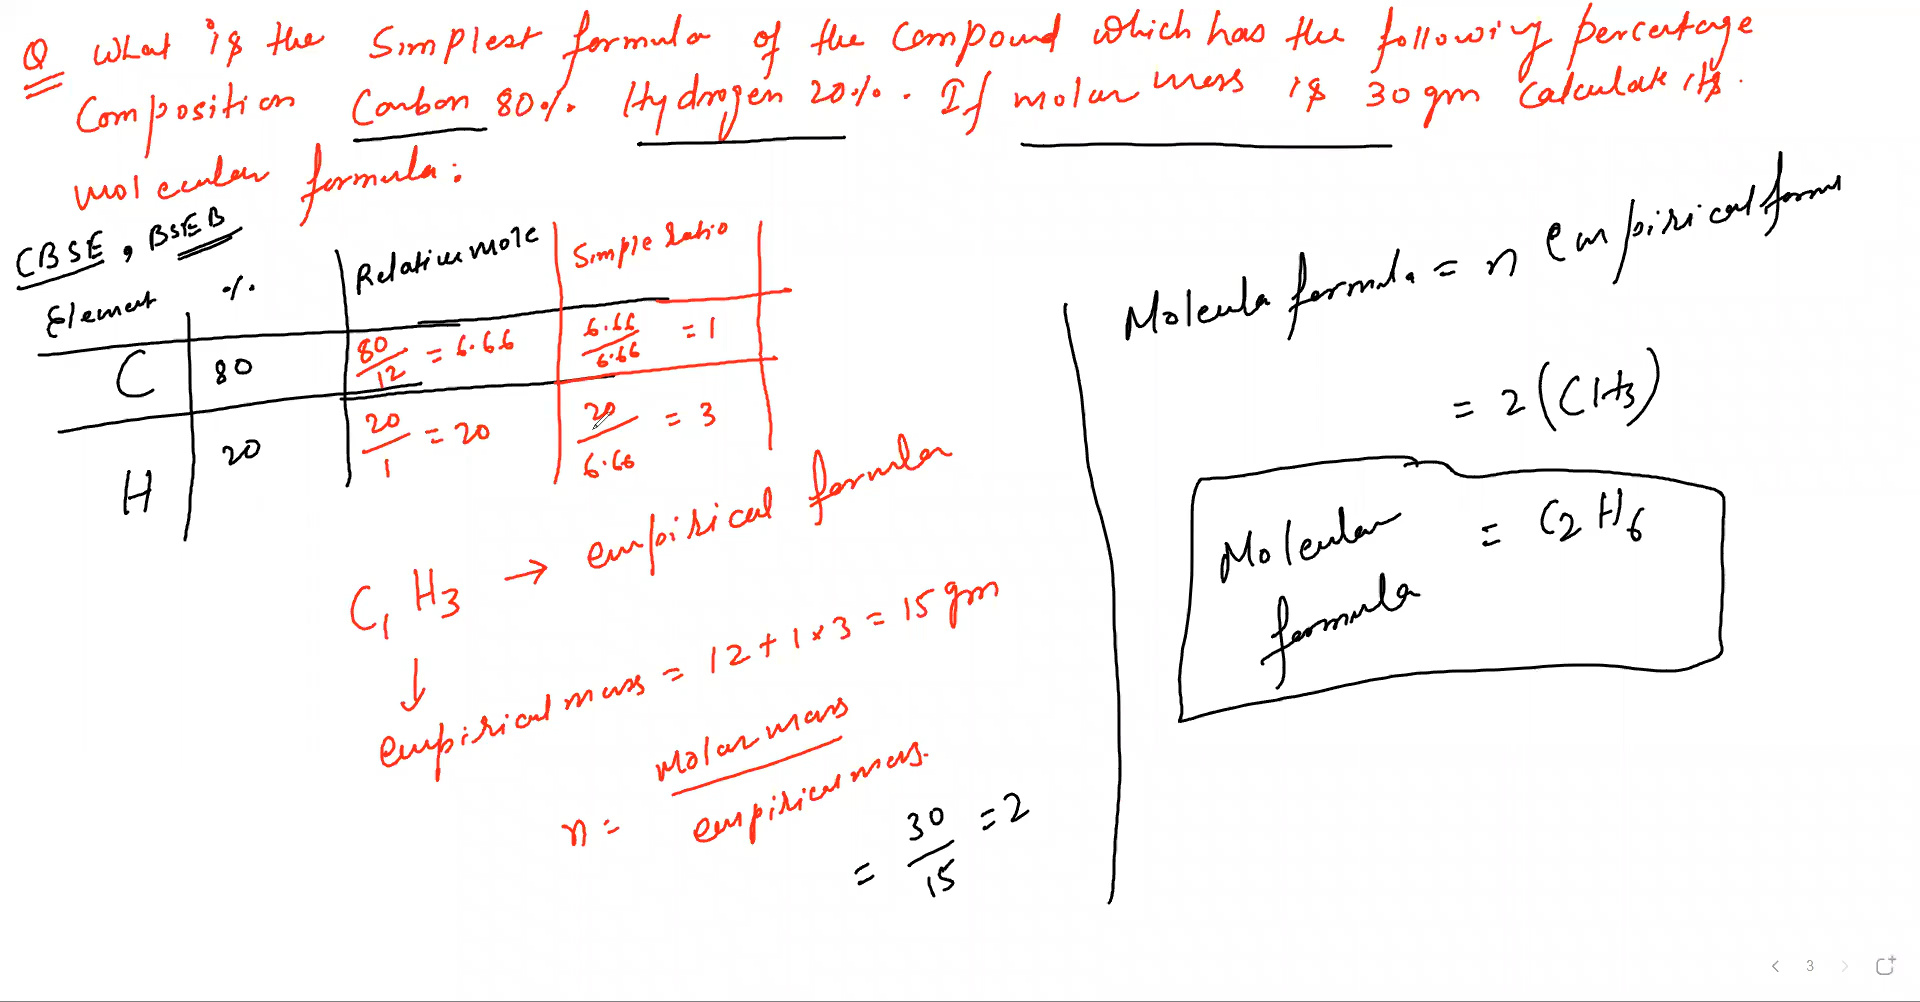 Q What is the Simplest formula of the compound which has the following percentage
Composition Carbon 80%. Hydrogen 20%. If molar mass is 30 gm calculate its
molecular formula:
CBSE, BSEB
Element % Relative mole Simple ratio
C 80 80/12 = 6.66 6.66/6.66 = 1
H 20 20/1 = 20 20/6.66 = 3
C1 H3 → empirical formula
↓
empirical mass = 12 + 1 × 3 = 15 gm
n = Molar mass / empirical mass.
= 30/15 = 2
Molecula formula = n empirical form
= 2 (CH3)
Molecular formula = C2 H6
3